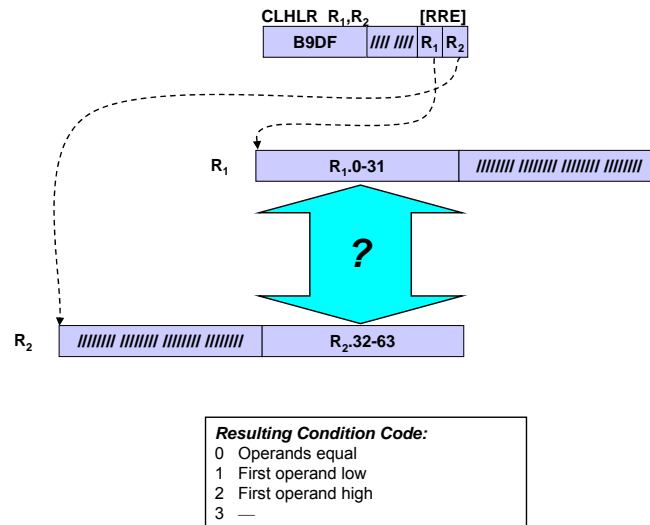 CLHLR R₁,R₂ [RRE]
B9DF //// //// R₁ R₂
R₁ R₁.0-31 //////// //////// //////// ////////
?
R₂ //////// //////// //////// //////// R₂.32-63
Resulting Condition Code:
0 Operands equal
1 First operand low
2 First operand high
3 —